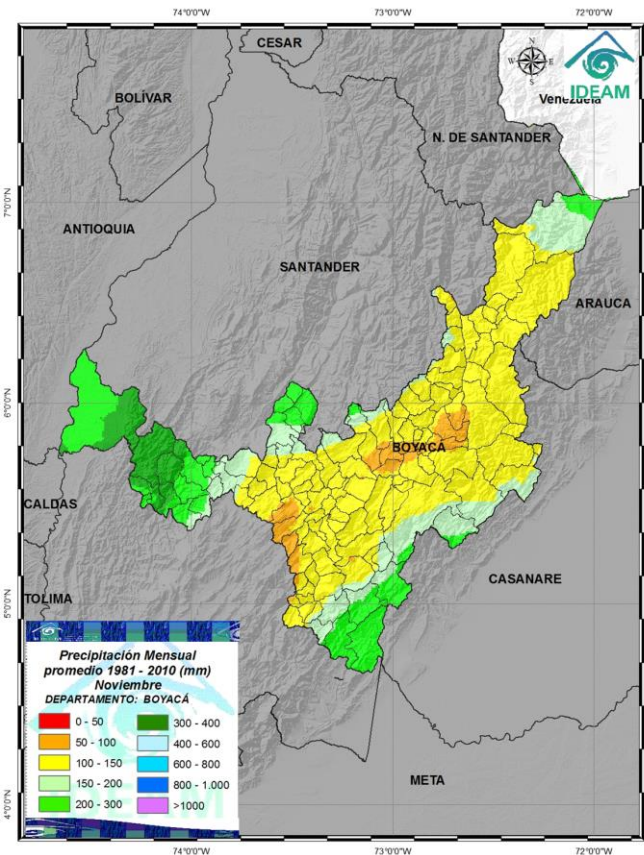 74°0'0"W 73°0'0"W 72°0'0"W
CESAR
N
W E
S
IDEAM
BOLÍVAR
Venezuela
N. DE SANTANDER
7°0'0"N
ANTIOQUIA
SANTANDER
ARAUCA
6°0'0"N
BOYACÁ
CALDAS
CASANARE
TOLIMA
5°0'0"N
Precipitación Mensual
promedio 1981 - 2010 (mm)
Noviembre
DEPARTAMENTO: BOYACÁ
0 - 50 300 - 400
50 - 100 400 - 600
100 - 150 600 - 800
150 - 200 800 - 1.000
200 - 300 >1000
IDEAM
META
4°0'0"N
74°0'0"W 73°0'0"W 72°0'0"W